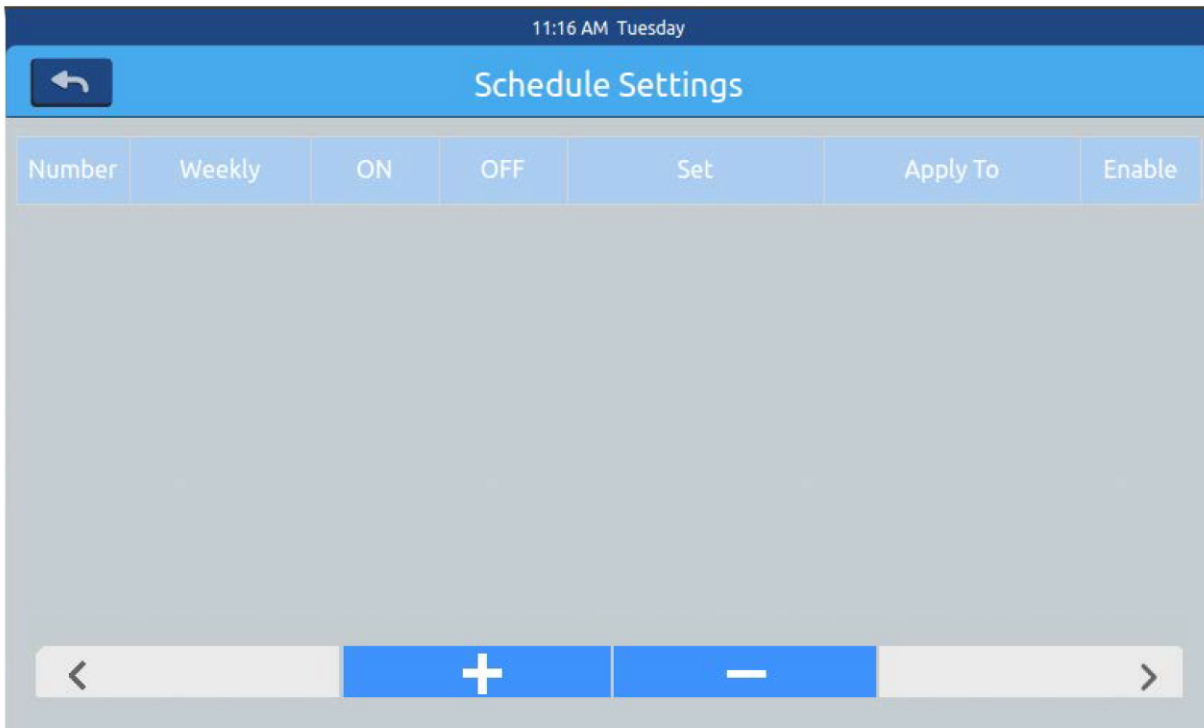 11:16 AM Tuesday
Schedule Settings
Number Weekly ON OFF Set Apply To Enable